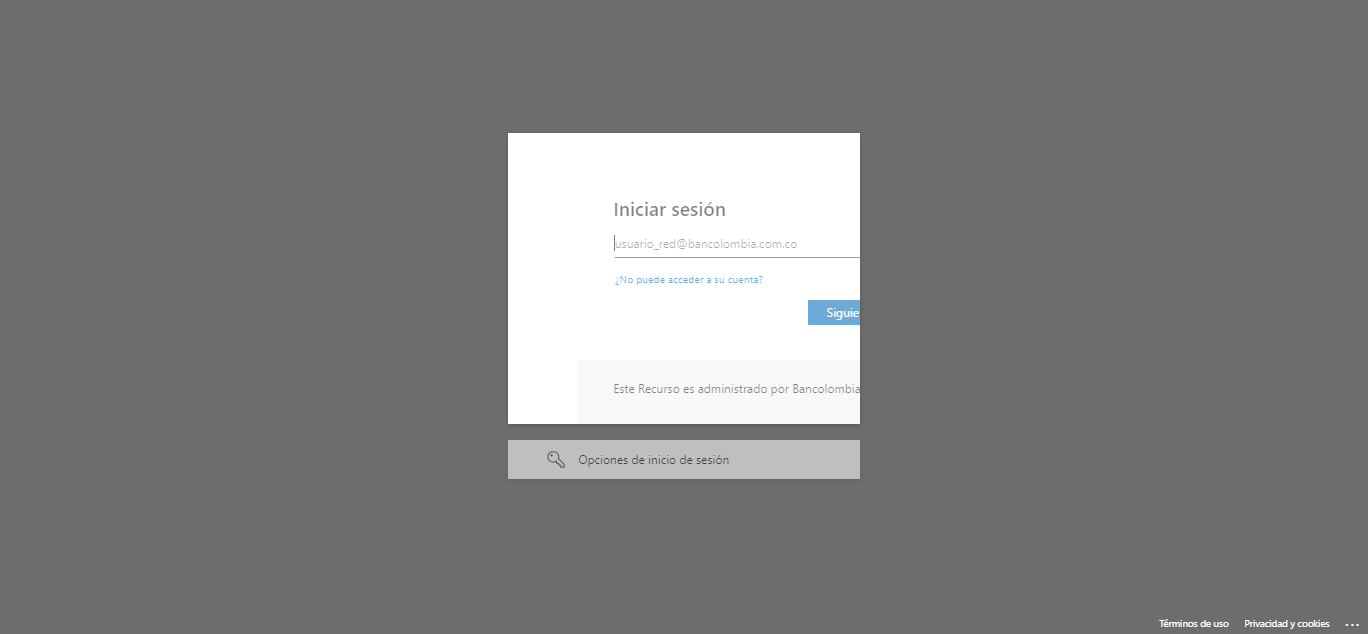 Iniciar sesión
usuario_red@bancolombia.com.co
¿No puede acceder a su cuenta?
Siguie
Este Recurso es administrado por Bancolombia
Opciones de inicio de sesión
Términos de uso Privacidad y cookies ...